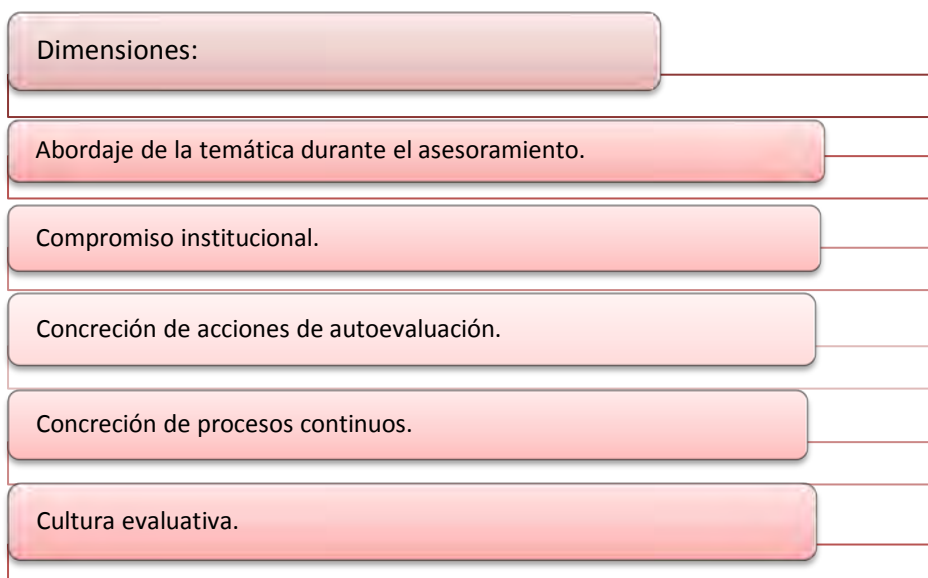 Dimensiones:
Abordaje de la temática durante el asesoramiento.
Compromiso institucional.
Concreción de acciones de autoevaluación.
Concreción de procesos continuos.
Cultura evaluativa.